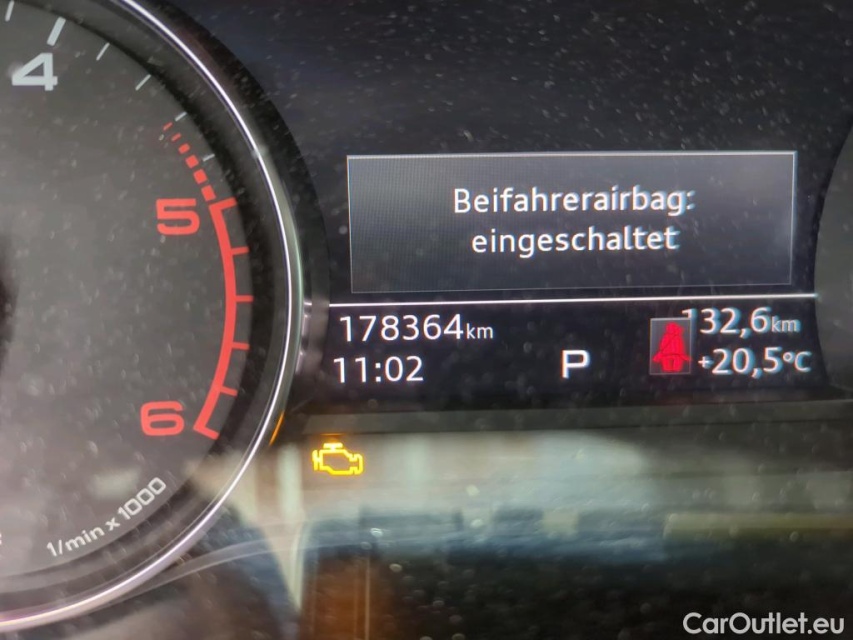 4
5
6
1/min x 1000
Beifahrerairbag:
eingeschaltet
178364km
132,6km
11:02
P
+20,5°C
CarOutlet.eu